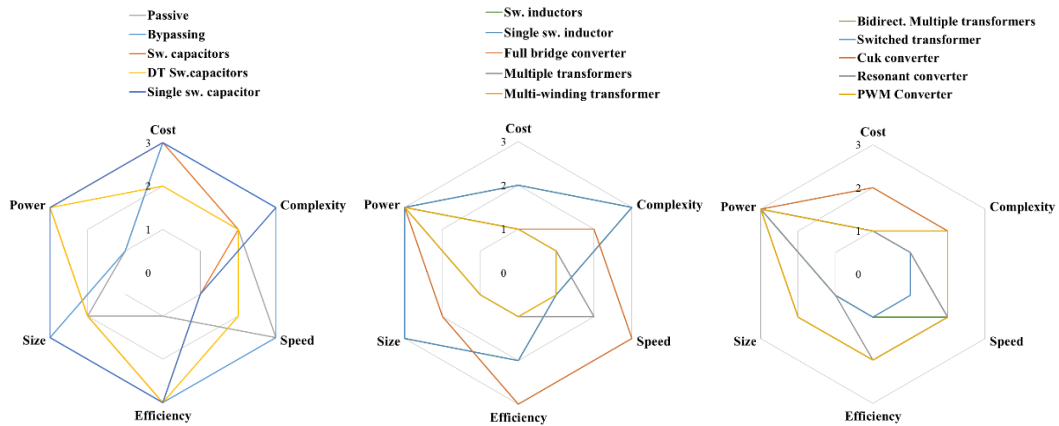 Passive
Bypassing
Sw. capacitors
DT Sw.capacitors
Single sw. capacitor
Cost
3
Complexity
2
Power
1
0
Size
Speed
Efficiency
Sw. inductors
Single sw. inductor
Full bridge converter
Multiple transformers
Multi-winding transformer
Cost
3
Complexity
2
Power
1
0
Size
Speed
Efficiency
Bidirect. Multiple transformers
Switched transformer
Cuk converter
Resonant converter
PWM Converter
Cost
3
Complexity
2
Power
1
0
Size
Speed
Efficiency